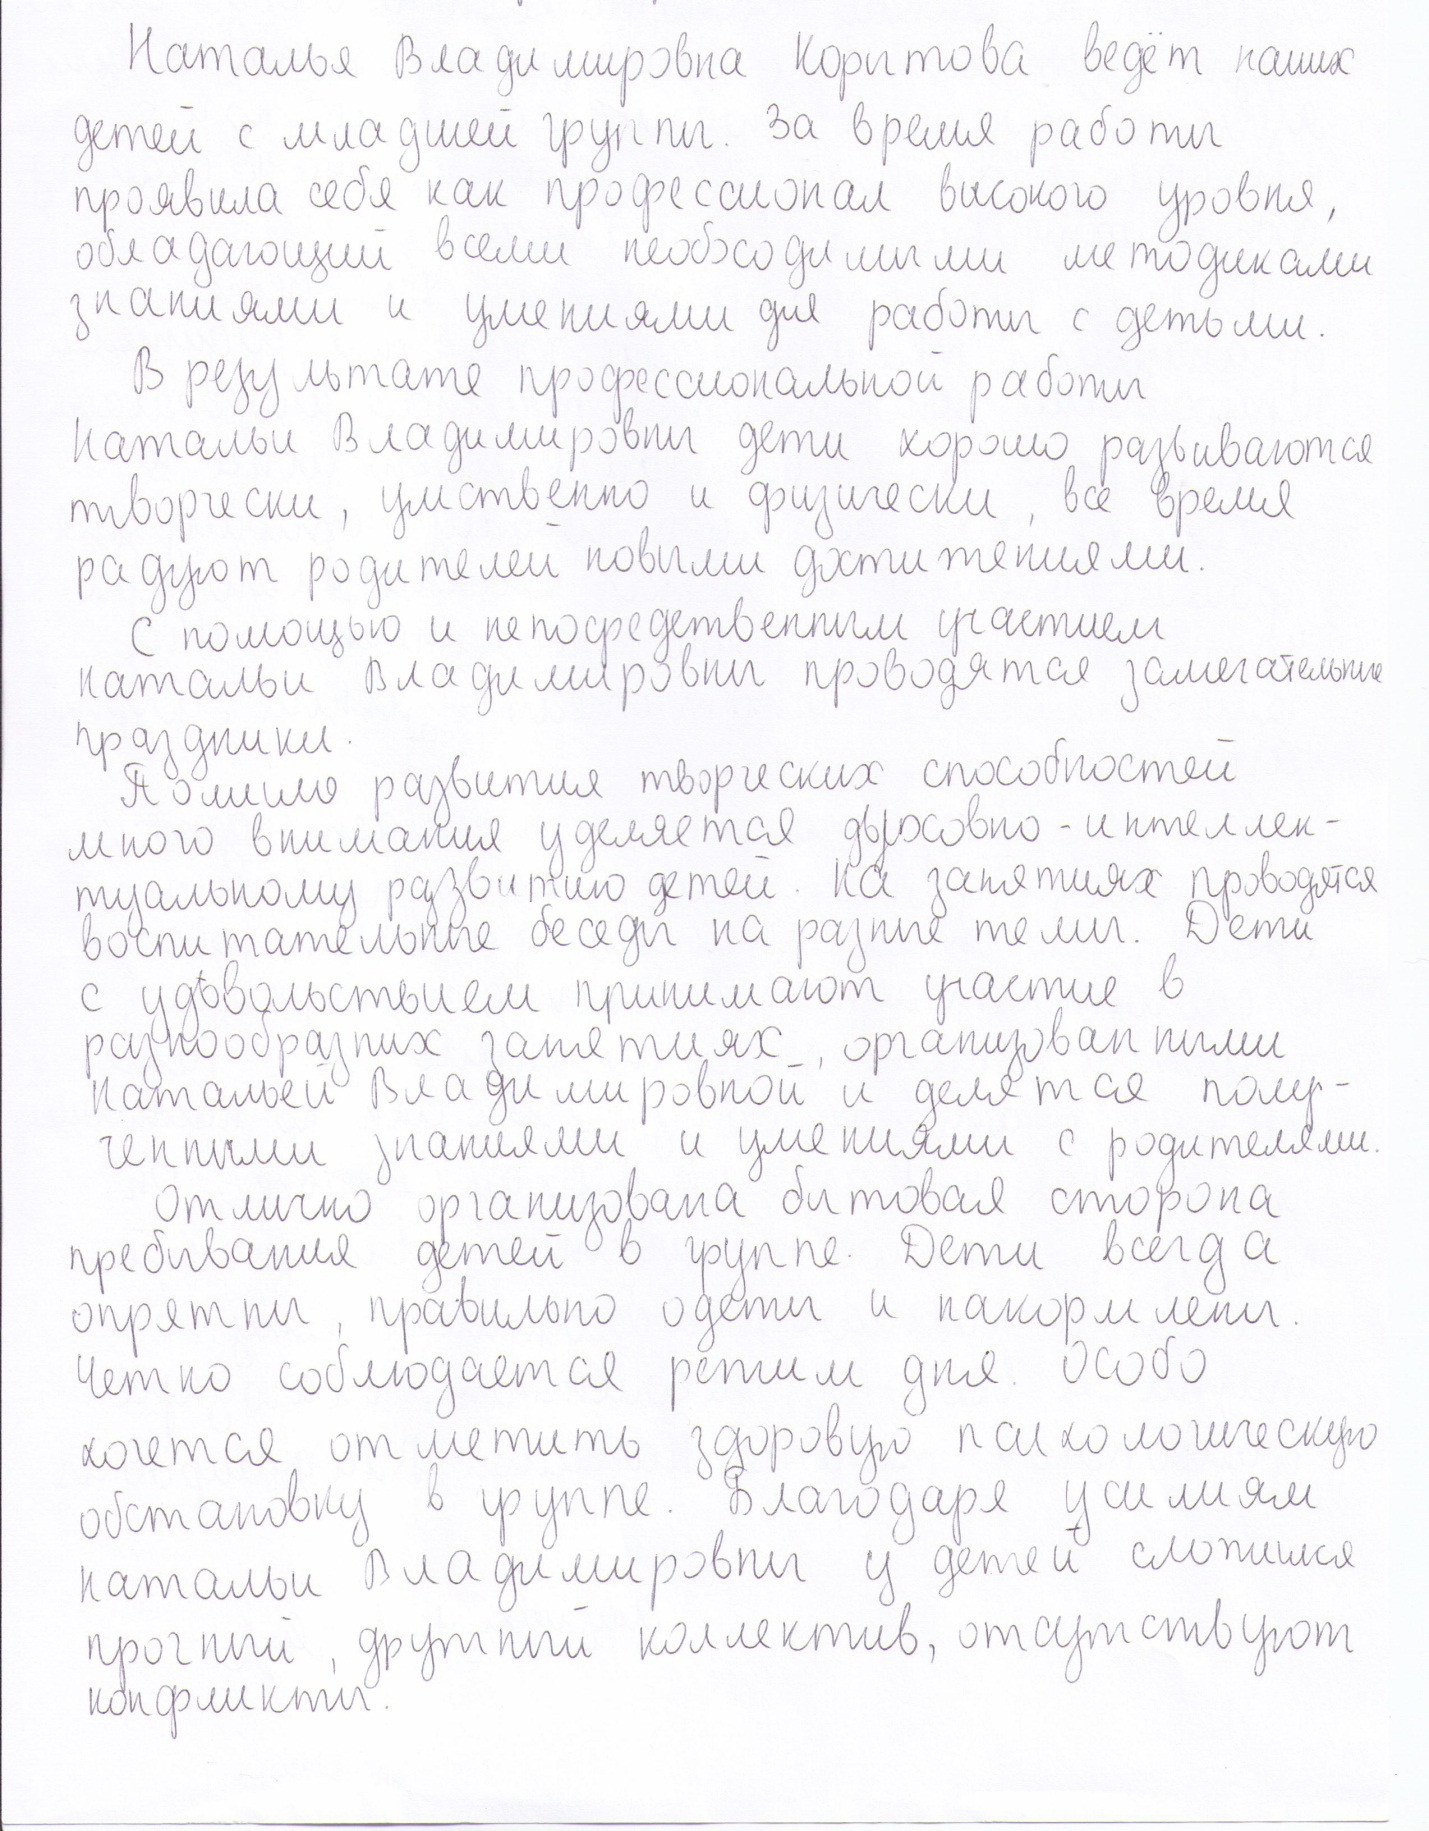 Наталья Владимировна Корытова ведёт наших
детей с младшей группы. За время работы
проявила себя как профессионал высокого уровня,
обладающий всеми необходимыми методиками
знаниями и умениями для работы с детьми.
В результате профессиональной работы
Натальи Владимировны дети хорошо развиваются
творчески, умственно и физически, все время
радуют родителей новыми достижениями.
С помощью и непосредственным участием
Натальи Владимировны проводятся замечательные
праздники.
Помимо развития творческих способностей
много внимания уделяется духовно-интеллек-
туальному развитию детей. На занятиях проводятся
воспитательные беседы на разные темы. Дети
с удовольствием принимают участие в
разнообразных занятиях, организованными
Натальей Владимировной и делятся полу-
ченными знаниями и умениями с родителями.
Отлично организована бытовая сторона
пребывания детей в группе. Дети всегда
опрятны, правильно одеты и накормлены.
Четко соблюдается режим дня. Особо
хочется отметить здоровую психологическую
обстановку в группе. Благодаря усилиям
Натальи Владимировны у детей сложился
прочный, дружный коллектив, отсутствуют
конфликты.